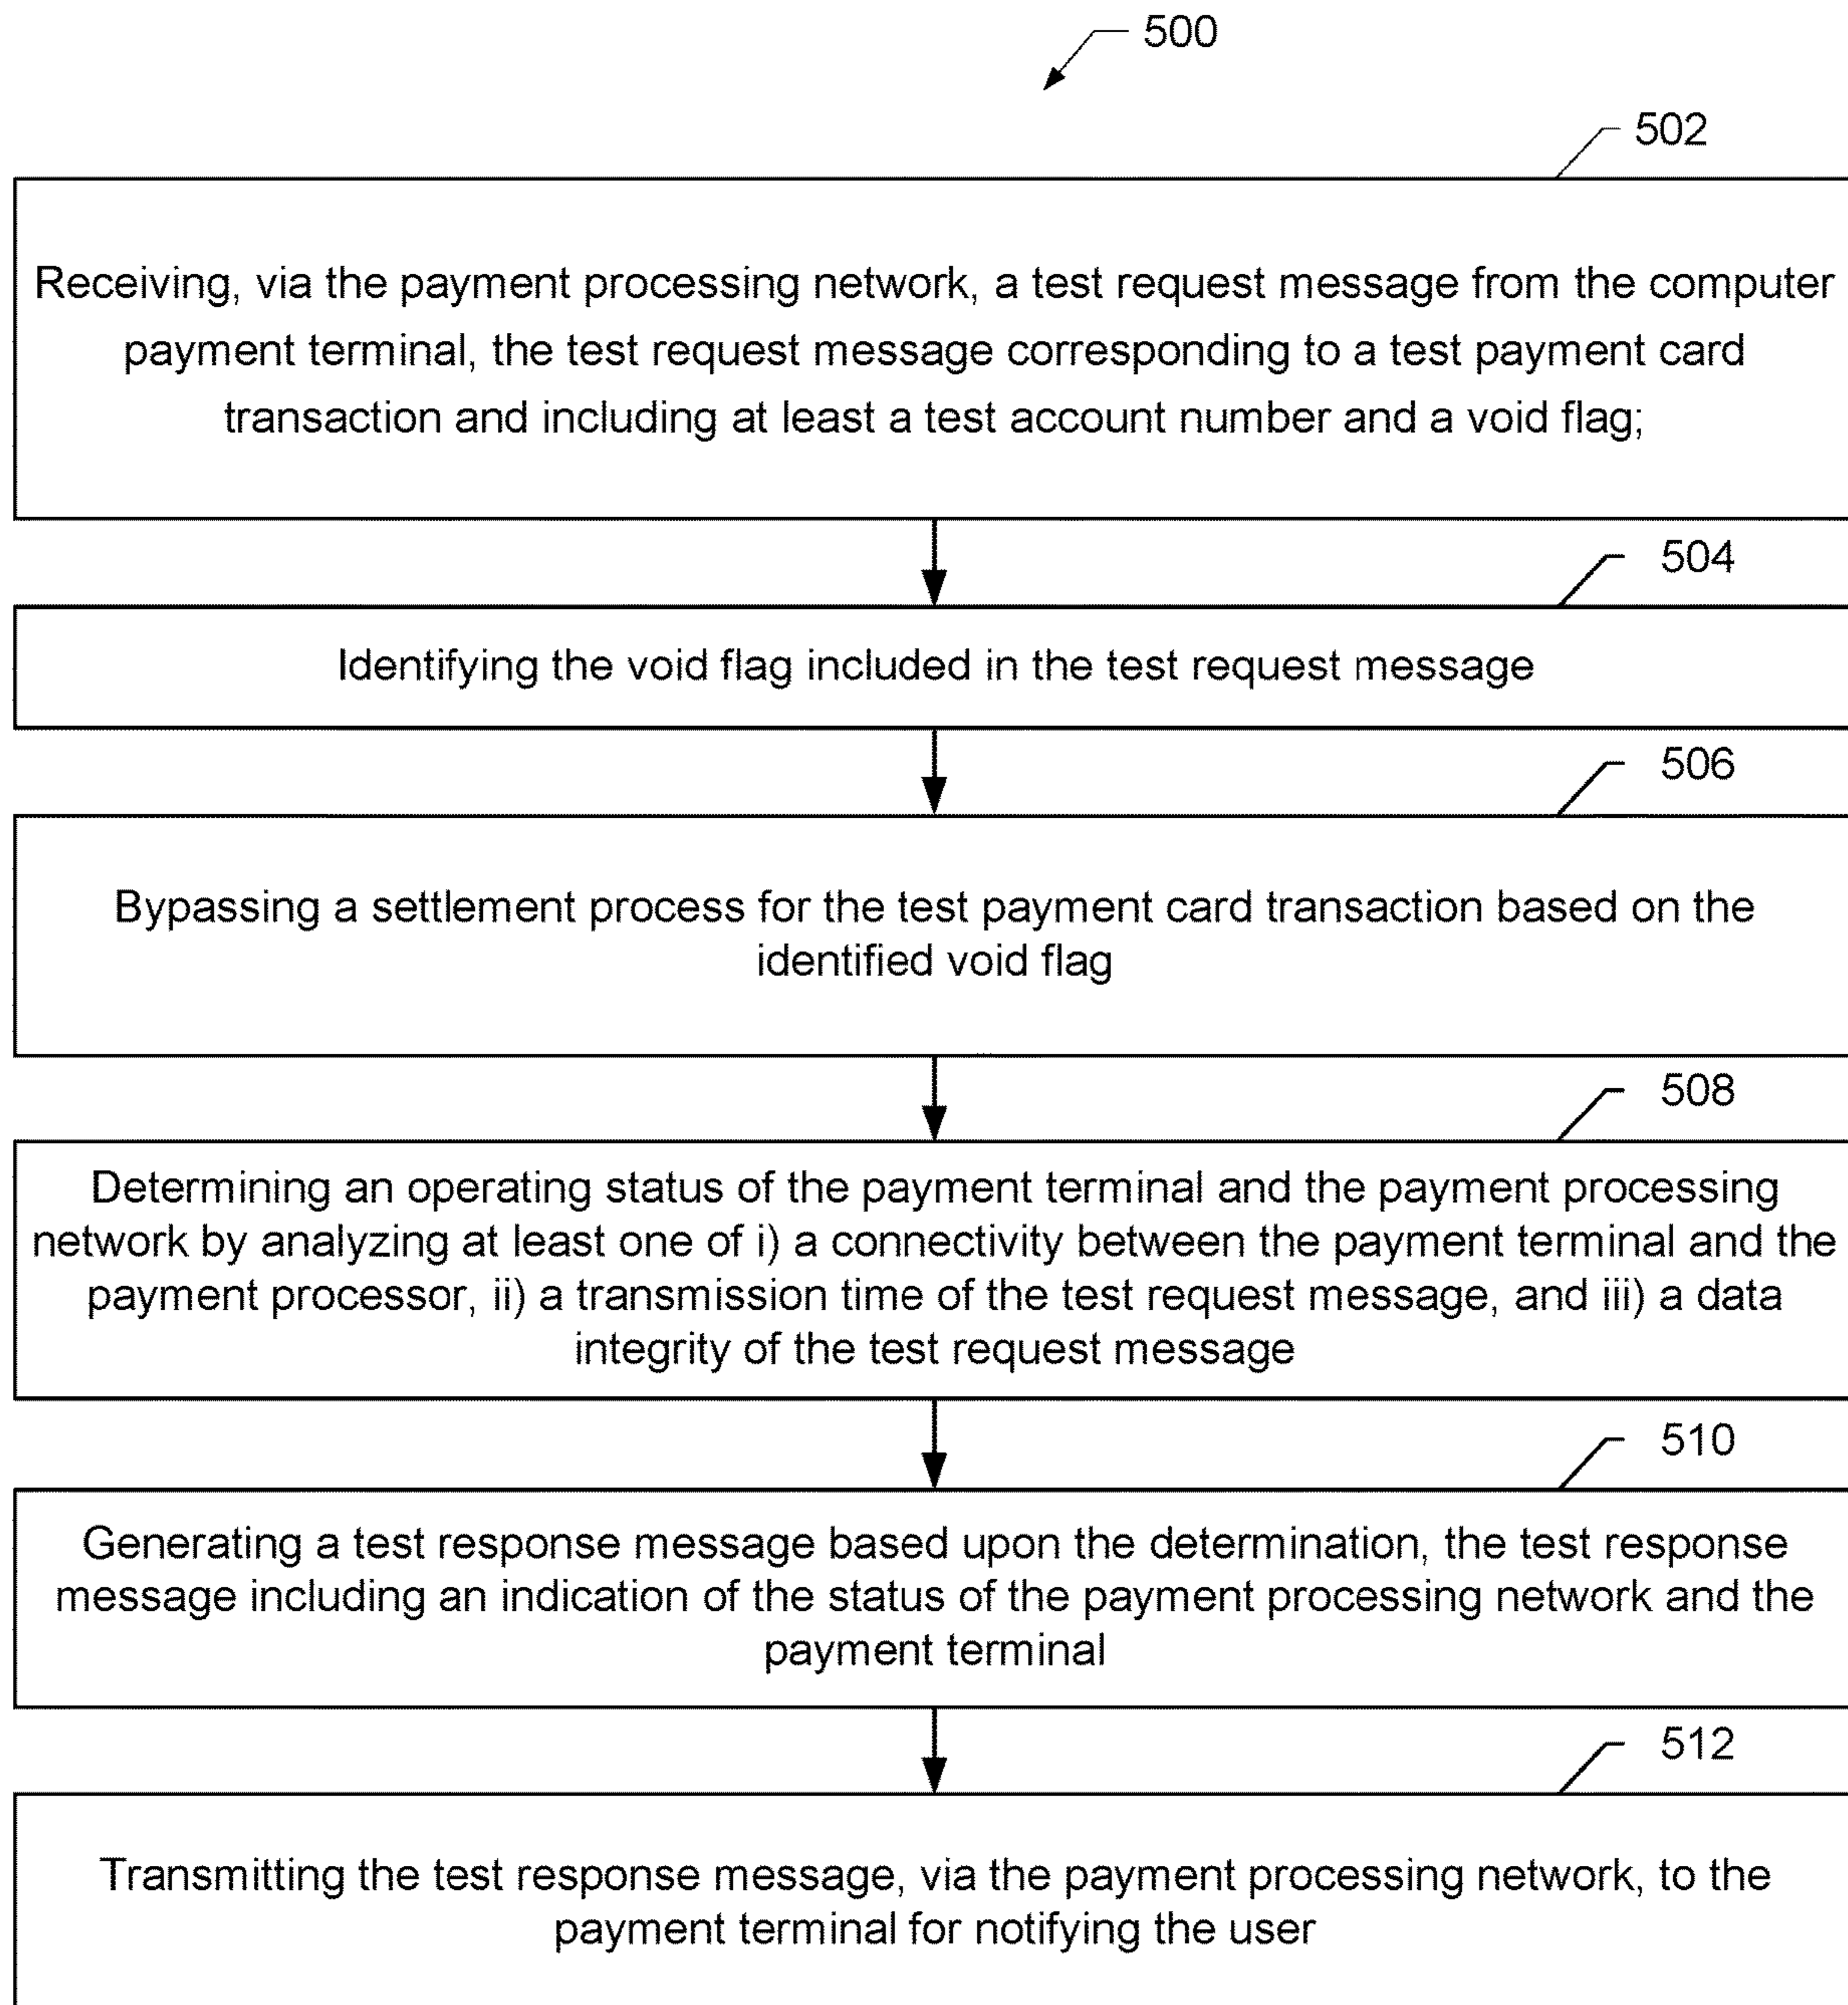 500
502
Receiving, via the payment processing network, a test request message from the computer
payment terminal, the test request message corresponding to a test payment card
transaction and including at least a test account number and a void flag;
504
Identifying the void flag included in the test request message
506
Bypassing a settlement process for the test payment card transaction based on the
identified void flag
508
Determining an operating status of the payment terminal and the payment processing
network by analyzing at least one of i) a connectivity between the payment terminal and the
payment processor, ii) a transmission time of the test request message, and iii) a data
integrity of the test request message
510
Generating a test response message based upon the determination, the test response
message including an indication of the status of the payment processing network and the
payment terminal
512
Transmitting the test response message, via the payment processing network, to the
payment terminal for notifying the user